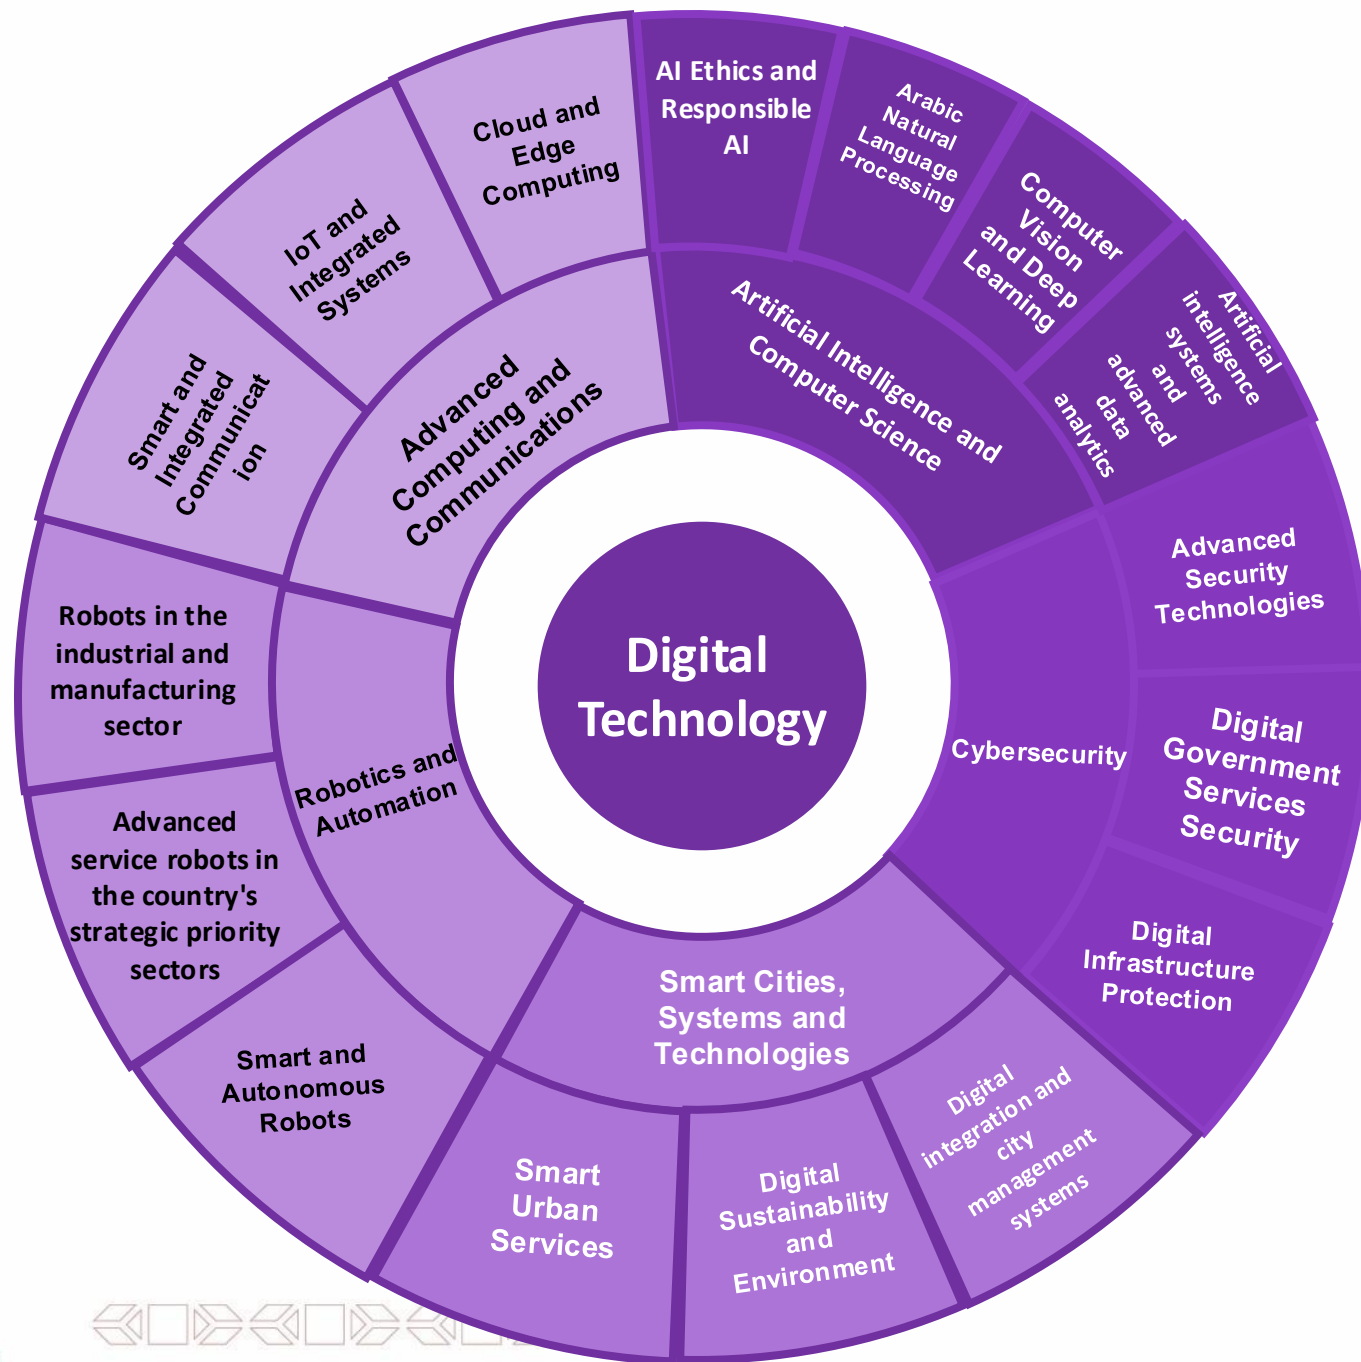 Digital
Technology
Artificial Intelligence and
Computer Science
AI Ethics and
Responsible
AI
Arabic
Natural
Language
Processing
Computer
Vision
and Deep
Learning
Artificial
intelligence
systems
and
advanced
data
analytics
Cybersecurity
Advanced
Security
Technologies
Digital
Government
Services
Security
Digital
Infrastructure
Protection
Smart Cities,
Systems and
Technologies
Digital
integration and
city
management
systems
Digital
Sustainability
and
Environment
Smart
Urban
Services
Robotics and
Automation
Smart and
Autonomous
Robots
Advanced
service robots in
the country's
strategic priority
sectors
Robots in the
industrial and
manufacturing
sector
Advanced
Computing and
Communications
Smart and
Integrated
Communicat
ion
IoT and
Integrated
Systems
Cloud and
Edge
Computing